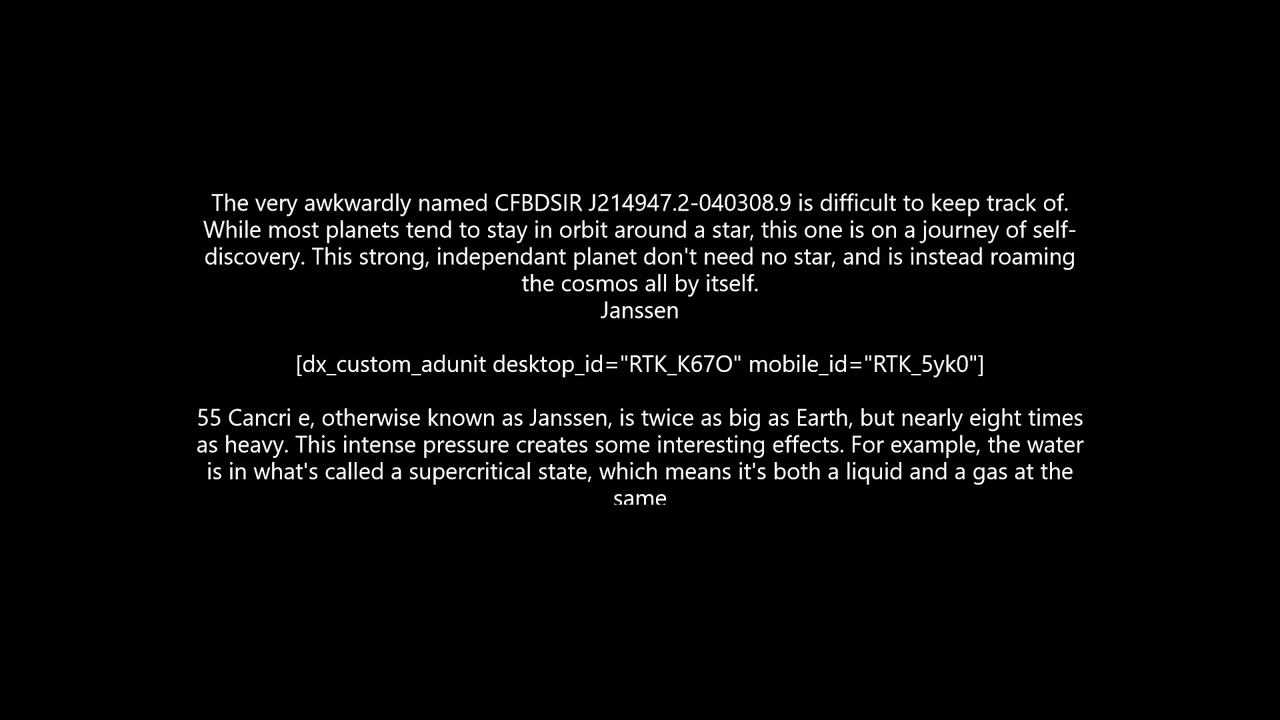 The very awkwardly named CFBDSIR J214947.2-040308.9 is difficult to keep track of.
While most planets tend to stay in orbit around a star, this one is on a journey of self-
discovery. This strong, independant planet don't need no star, and is instead roaming
the cosmos all by itself.
Janssen
[dx_custom_adunit desktop_id="RTK_K67O" mobile_id="RTK_5yk0"]
55 Cancri e, otherwise known as Janssen, is twice as big as Earth, but nearly eight times
as heavy. This intense pressure creates some interesting effects. For example, the water
is in what's called a supercritical state, which means it's both a liquid and a gas at the
same